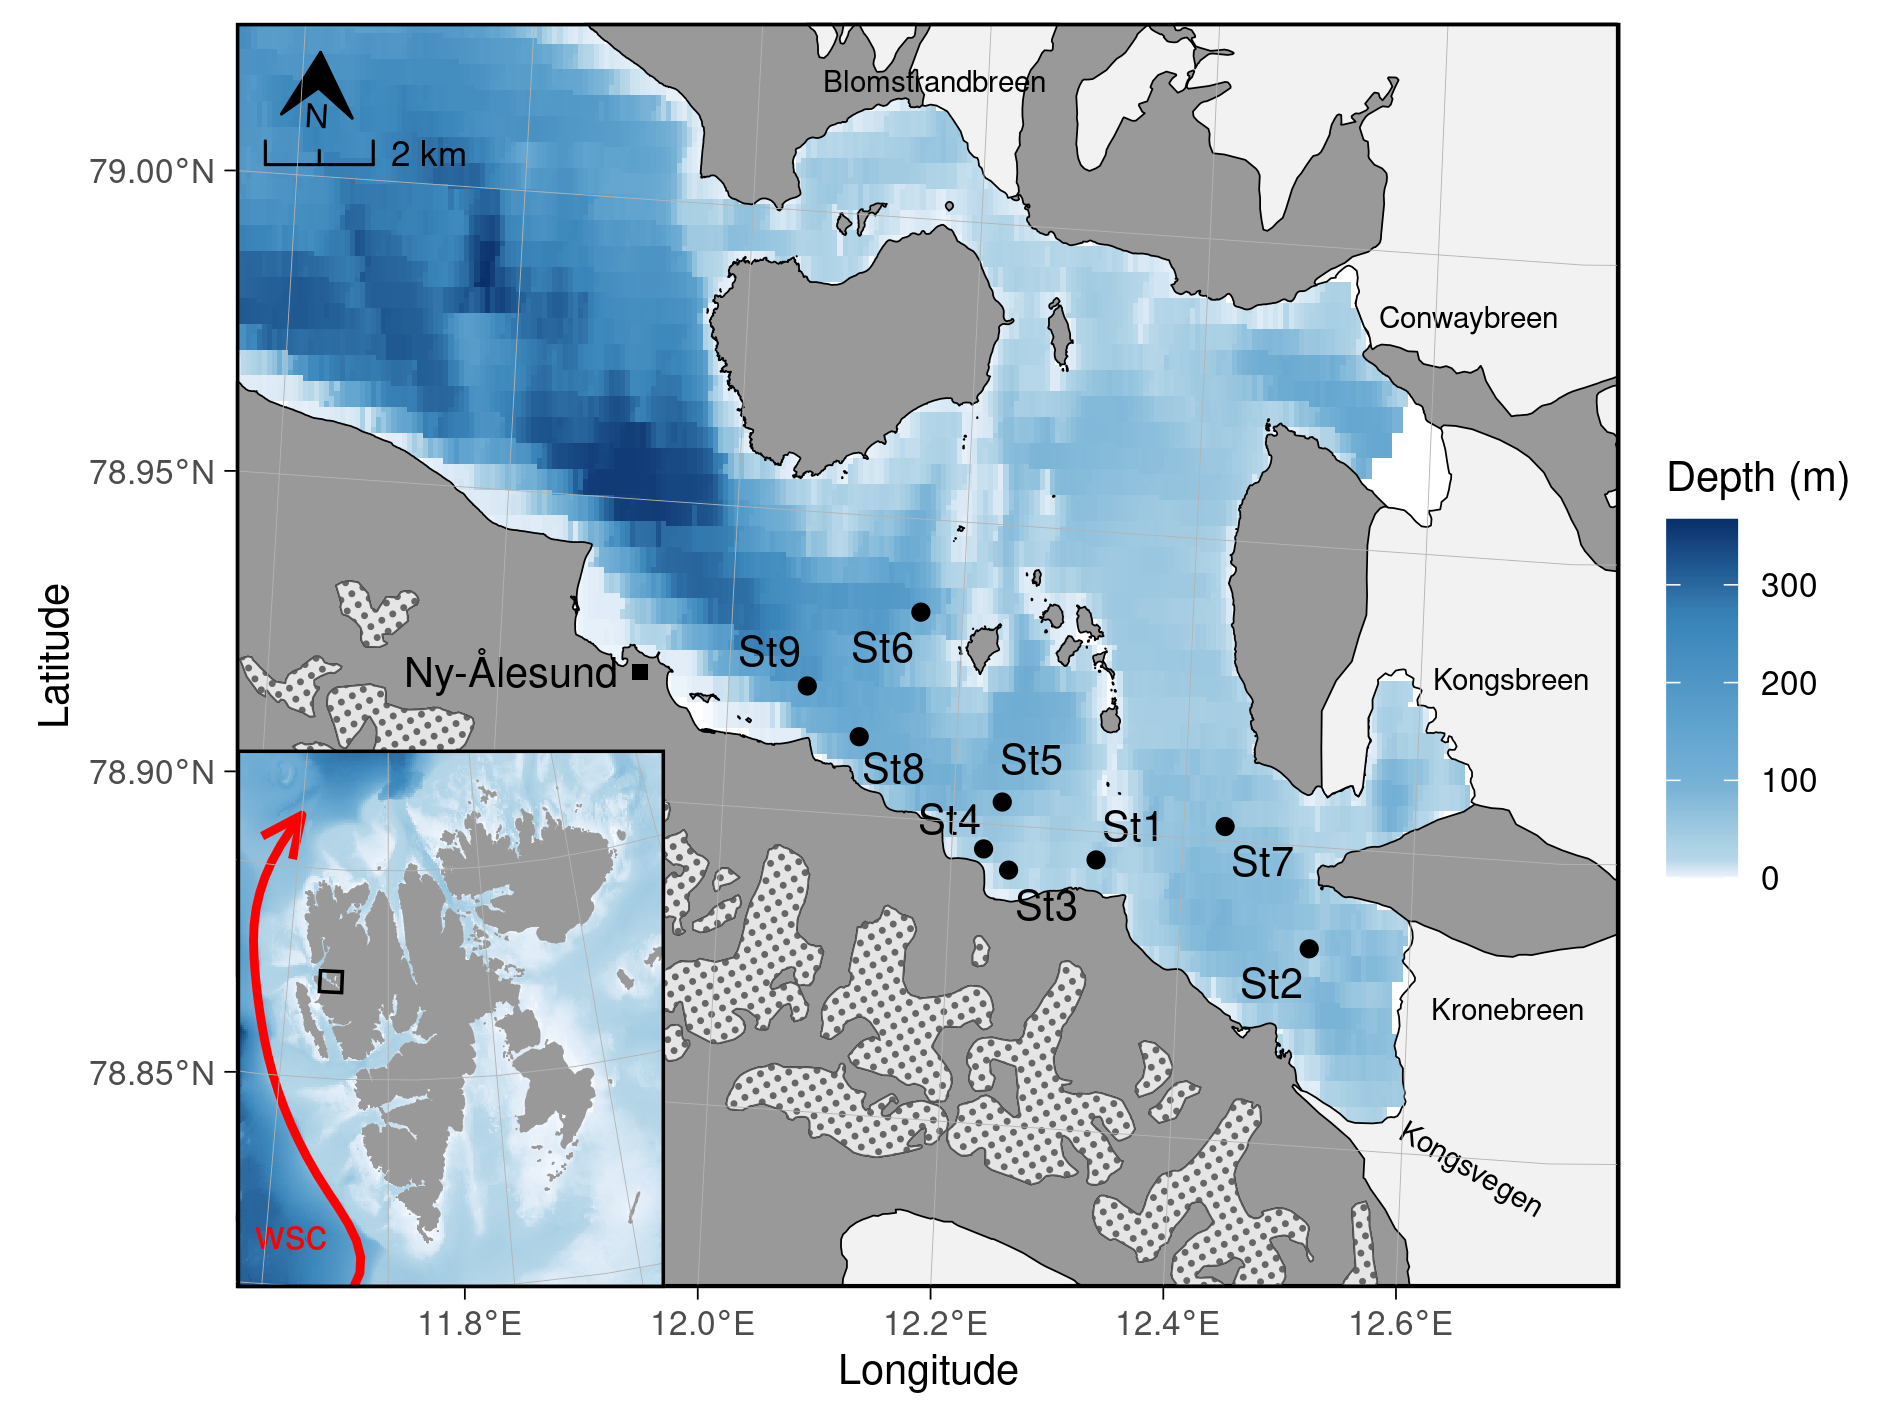 Blomstrandbreen
N
2 km
79.00°N
Conwaybreen
78.95°N
Depth (m)
300
200
100
0
Latitude
St9
St6
Ny-Ålesund
Kongsbreen
St5
St8
78.90°N
St4
St1
St7
St3
St2
Kronebreen
78.85°N
Kongsvegen
wsc
11.8°E
12.0°E
12.2°E
12.4°E
12.6°E
Longitude